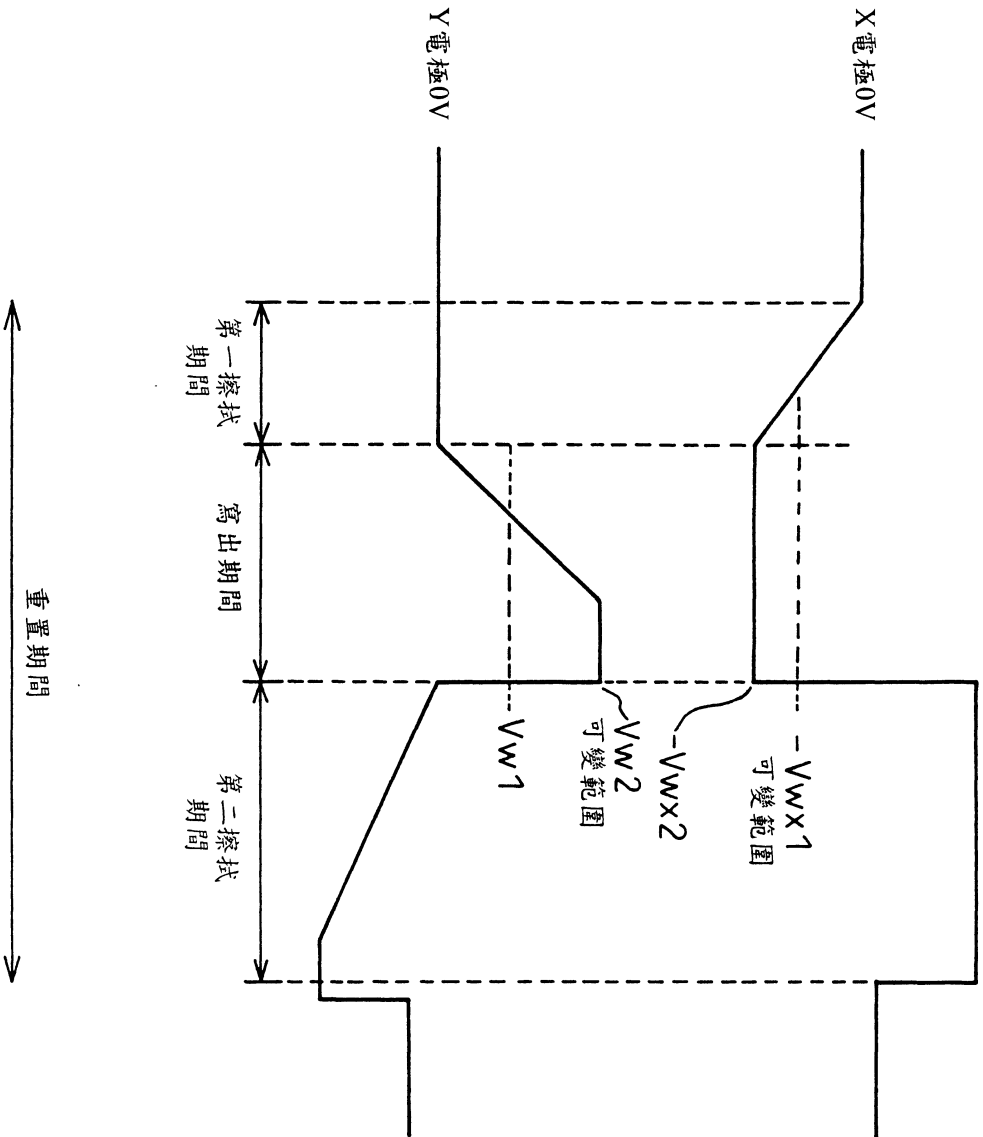 X電極0V
Y電極0V
-Vwx1
可變範圍
-Vwx2
Vw2
可變範圍
Vw1
第一擦拭
期間
寫出期間
第二擦拭
期間
重置期間